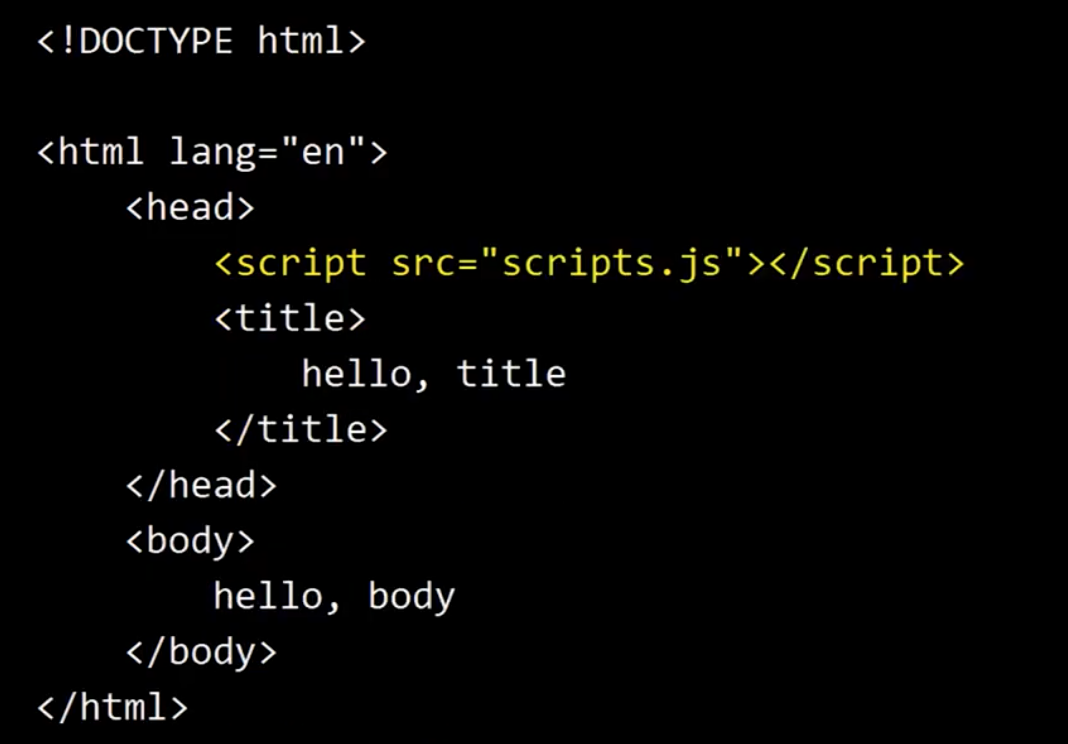 <!DOCTYPE html>
<html lang="en">
<head>
<script src="scripts.js"></script>
<title>
hello, title
</title>
</head>
<body>
hello, body
</body>
</html>